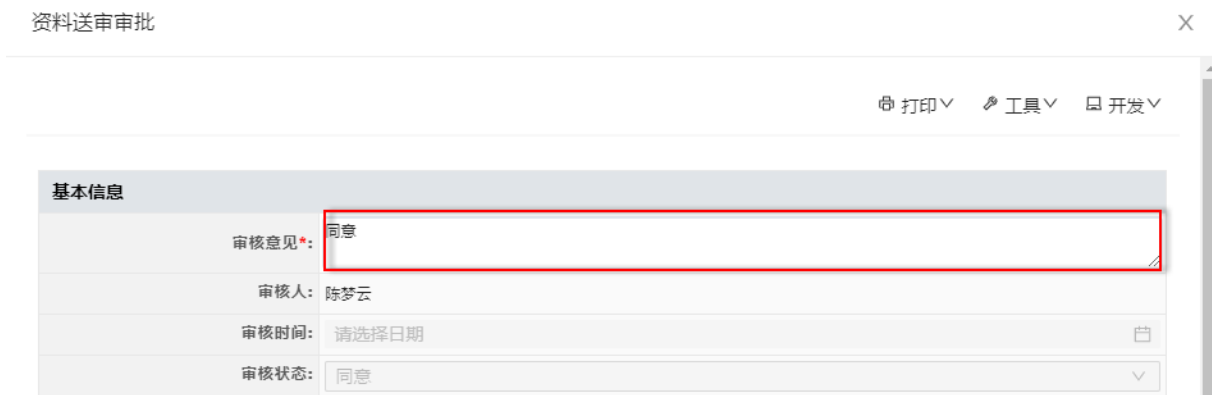 资料送审审批 X
打印 工具 开发
基本信息
审核意见*: 同意
审核人: 陈梦云
审核时间: 请选择日期
审核状态: 同意